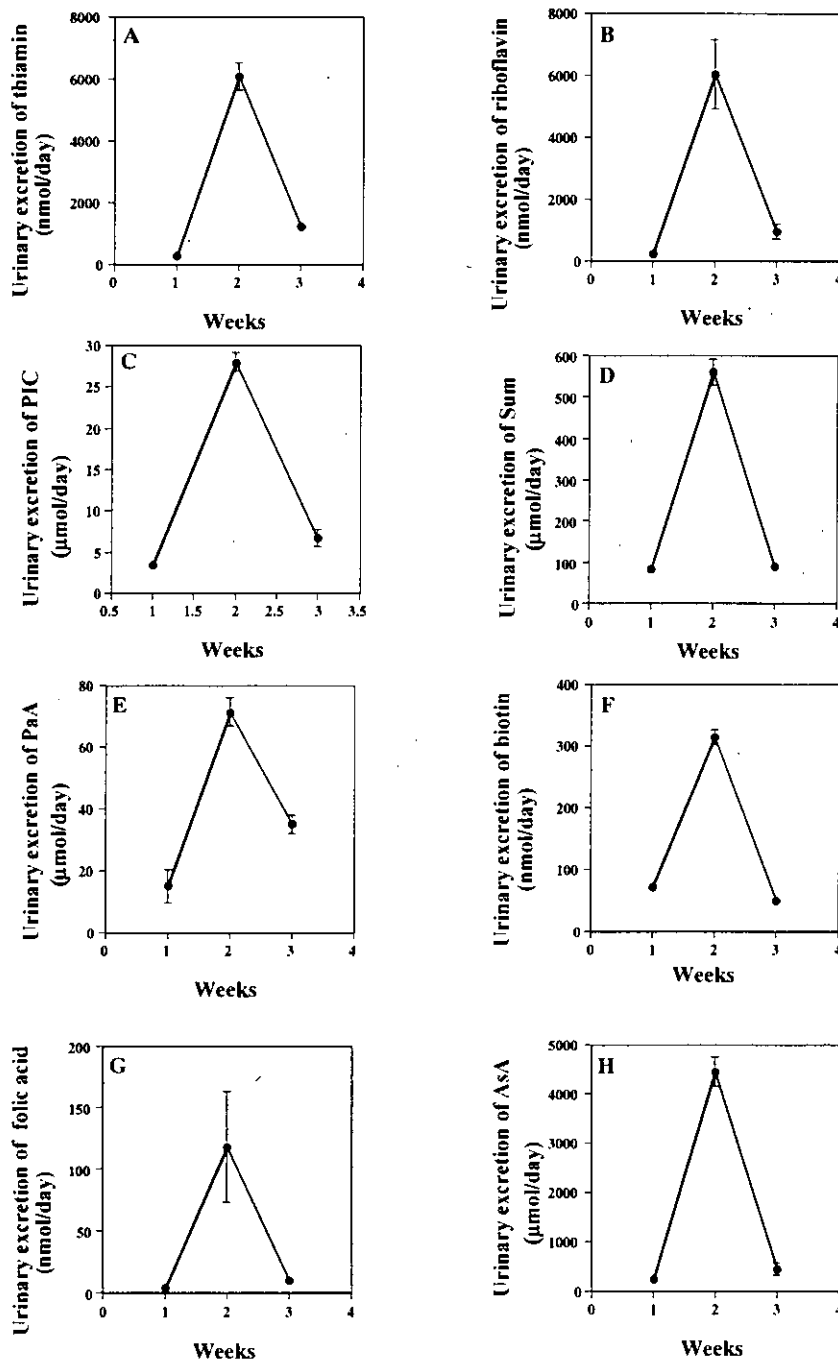 A
Urinary excretion of thiamin
(nmol/day)
8000
6000
4000
2000
0
0 1 2 3 4
Weeks
B
Urinary excretion of riboflavin
(nmol/day)
8000
6000
4000
2000
0
0 1 2 3 4
Weeks
C
Urinary excretion of PIC
(μmol/day)
30
25
20
15
10
5
0
0.5 1 1.5 2 2.5 3 3.5
Weeks
D
Urinary excretion of Sum
(μmol/day)
600
500
400
300
200
100
0
0 1 2 3 4
Weeks
E
Urinary excretion of PaA
(μmol/day)
80
60
40
20
0
0 1 2 3 4
Weeks
F
Urinary excretion of biotin
(nmol/day)
400
300
200
100
0
0 1 2 3 4
Weeks
G
Urinary excretion of folic acid
(nmol/day)
200
150
100
50
0
0 1 2 3 4
Weeks
H
Urinary excretion of AsA
(μmol/day)
5000
4000
3000
2000
1000
0
0 1 2 3 4
Weeks